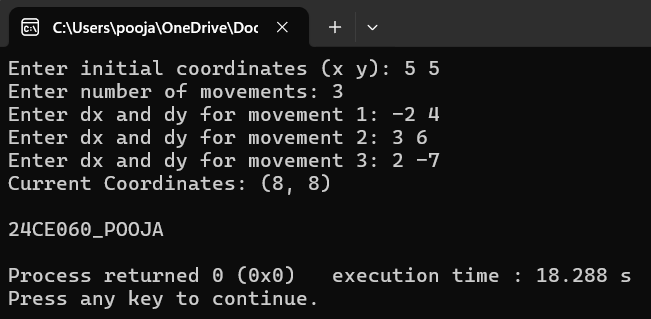 C:\Users\pooja\OneDrive\Doc
Enter initial coordinates (x y): 5 5
Enter number of movements: 3
Enter dx and dy for movement 1: -2 4
Enter dx and dy for movement 2: 3 6
Enter dx and dy for movement 3: 2 -7
Current Coordinates: (8, 8)
24CE060_POOJA
Process returned 0 (0x0)   execution time : 18.288 s
Press any key to continue.